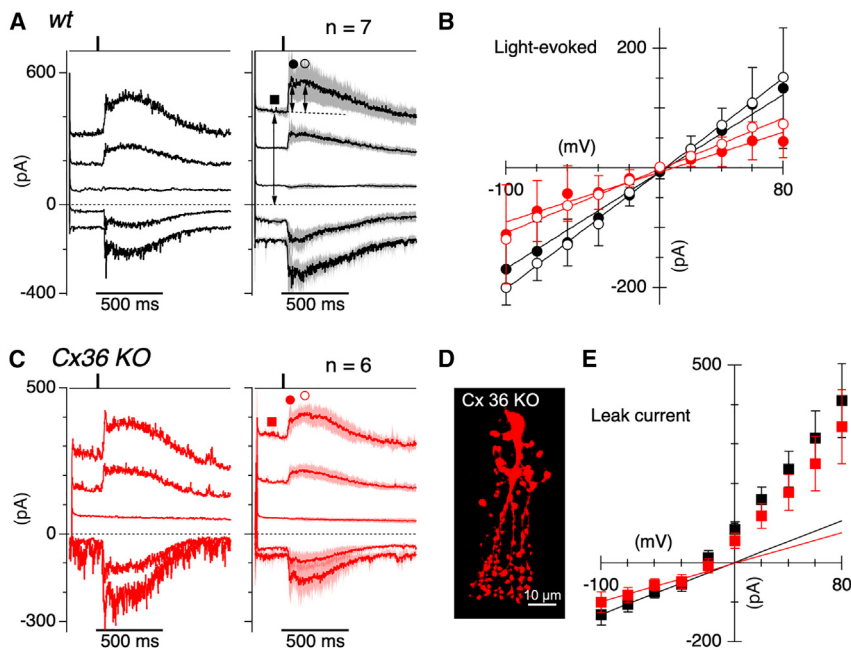 A wt
n = 7
600
(pA)
0
-400
500 ms
500 ms
B
Light-evoked
200
(mV)
-100
80
(pA)
-200
C Cx36 KO
n = 6
500
(pA)
0
-300
500 ms
500 ms
D
Cx 36 KO
10 µm
E
500
Leak current
(mV)
-100
80
(pA)
-200